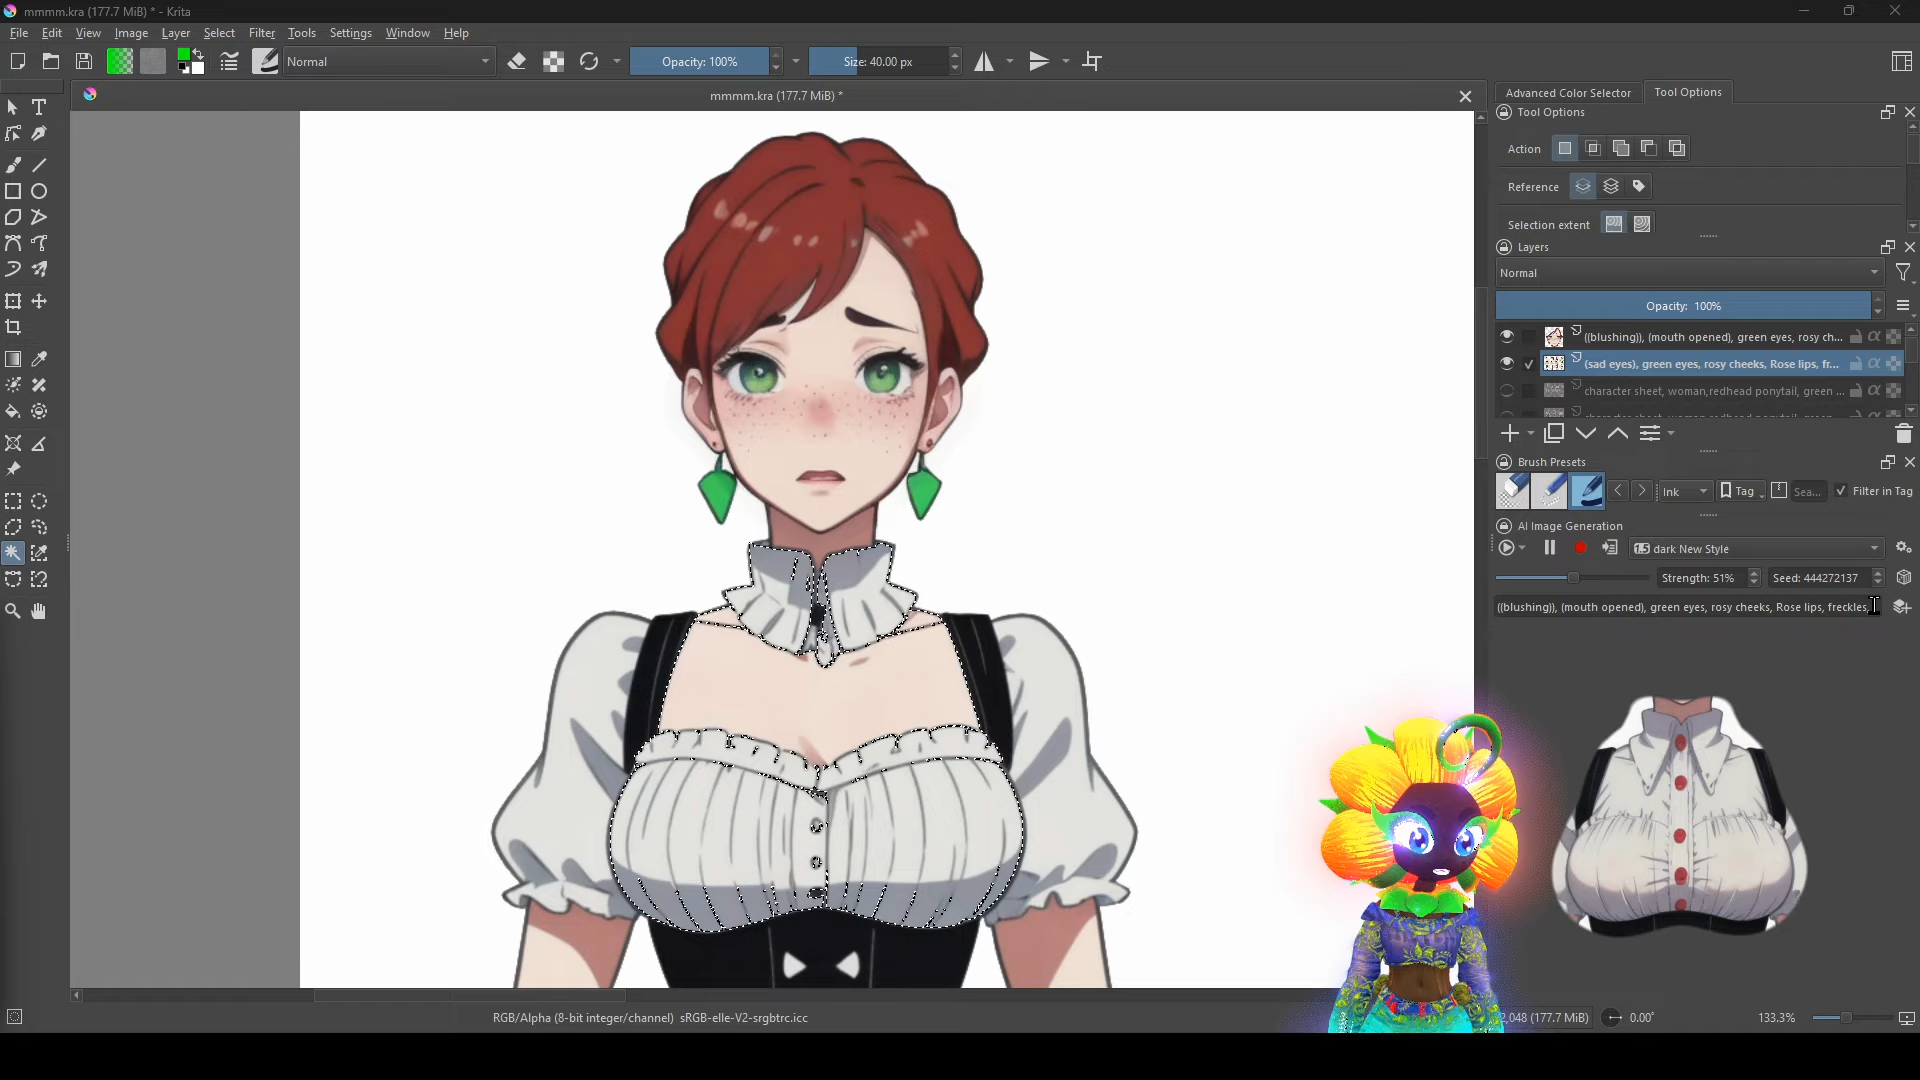 mmmm.kra (177.7 MiB) * - Krita
File Edit View Image Layer Select Filter Tools Settings Window Help
Normal
Opacity: 100%
Size: 40.00 px
mmmm.kra (177.7 MiB) *
Advanced Color Selector
Tool Options
Tool Options
Action
Reference
Selection extent
Layers
Normal
Opacity: 100%
((blushing)), (mouth opened), green eyes, rosy ch...
(sad eyes), green eyes, rosy cheeks, Rose lips, fr...
character sheet, woman,redhead ponytail, green ...
Brush Presets
Ink
Tag
Sea...
Filter in Tag
AI Image Generation
1.5 dark New Style
Strength: 51%
Seed: 444272137
((blushing)), (mouth opened), green eyes, rosy cheeks, Rose lips, freckles,
RGB/Alpha (8-bit integer/channel) sRGB-elle-V2-srgbtrc.icc
2,048 (177.7 MiB)
0.00°
133.3%